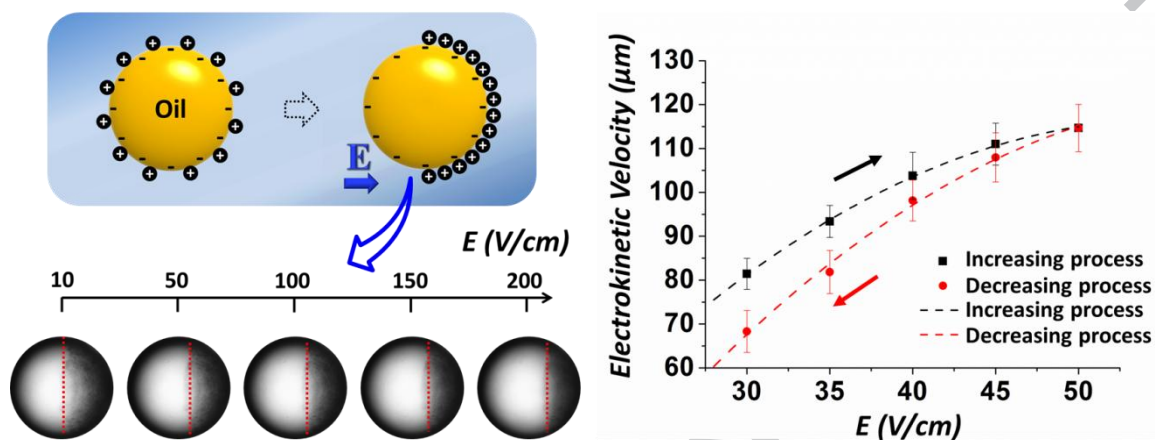 Oil
E
E (V/cm)
10 50 100 150 200
Electrokinetic Velocity (μm)
130
120
110
100
90
80
70
60
Increasing process
Decreasing process
Increasing process
Decreasing process
30 35 40 45 50
E (V/cm)